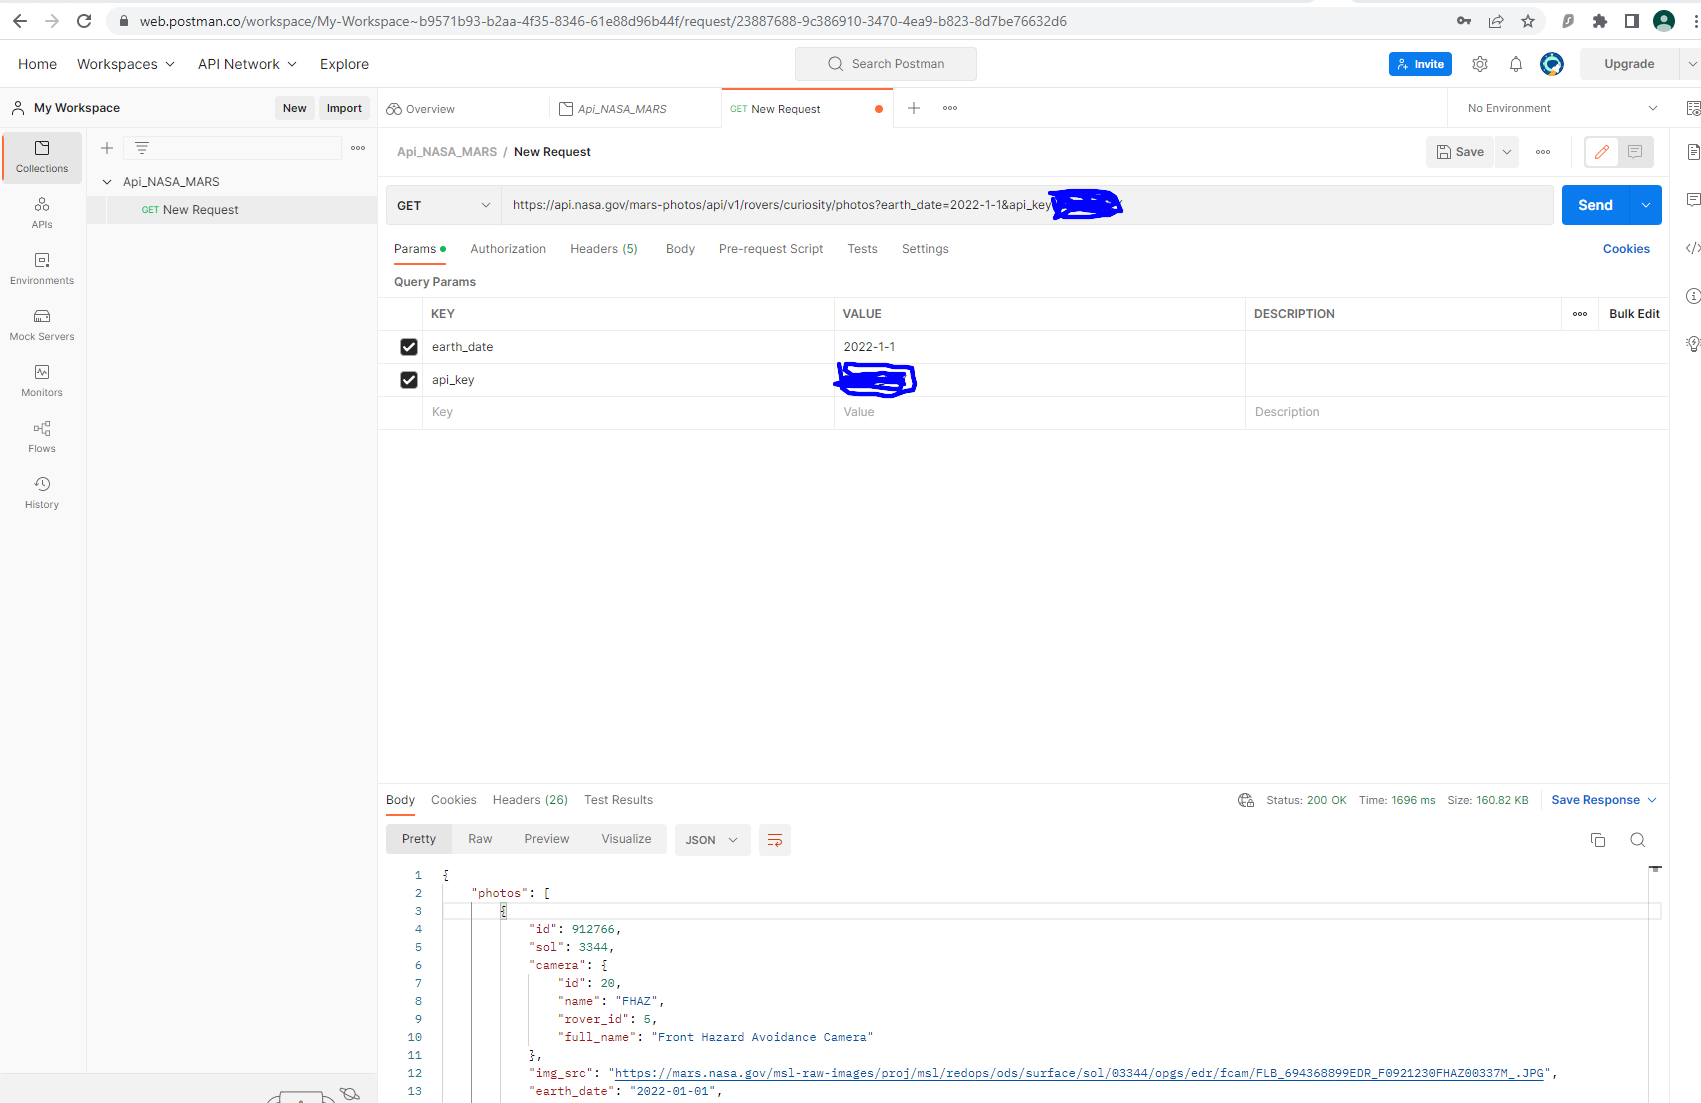 web.postman.co/workspace/My-Workspace~b9571b93-b2aa-4f35-8346-61e88d96b44f/request/23887688-9c386910-3470-4ea9-b823-8d7be76632d6
Home Workspaces API Network Explore Search Postman Invite Upgrade
My Workspace New Import Overview Api_NASA_MARS GET New Request No Environment
Collections
APIs
Environments
Mock Servers
Monitors
Flows
History
Api_NASA_MARS
GET New Request
Api_NASA_MARS / New Request Save
GET https://api.nasa.gov/mars-photos/api/v1/rovers/curiosity/photos?earth_date=2022-1-1&api_key Send
Params Authorization Headers (5) Body Pre-request Script Tests Settings Cookies
Query Params
KEY VALUE DESCRIPTION Bulk Edit
earth_date 2022-1-1
api_key
Key Value Description
Body Cookies Headers (26) Test Results Status: 200 OK Time: 1696 ms Size: 160.82 KB Save Response
Pretty Raw Preview Visualize JSON
1 {
2 "photos": [
3 {
4 "id": 912766,
5 "sol": 3344,
6 "camera": {
7 "id": 20,
8 "name": "FHAZ",
9 "rover_id": 5,
10 "full_name": "Front Hazard Avoidance Camera"
11 },
12 "img_src": "https://mars.nasa.gov/msl-raw-images/proj/msl/redops/ods/surface/sol/03344/opgs/edr/fcam/FLB_694368899EDR_F0921230FHAZ00337M_.JPG",
13 "earth_date": "2022-01-01",